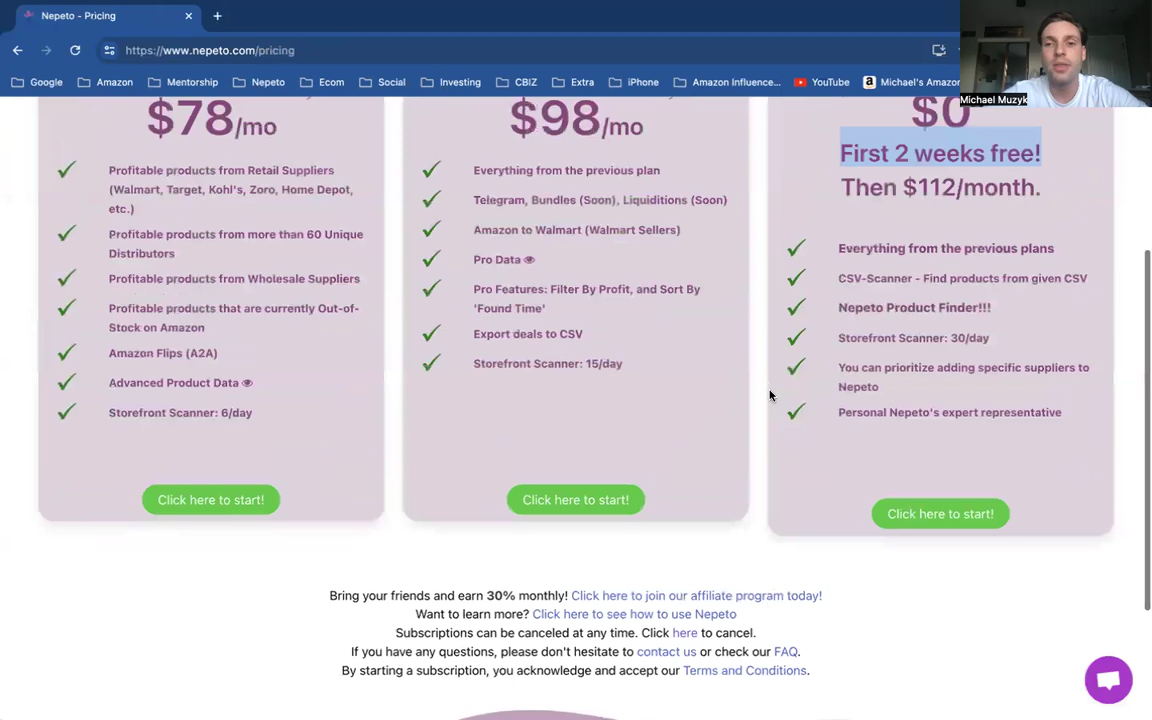 Nepeto - Pricing
https://www.nepeto.com/pricing
Google
Amazon
Mentorship
Nepeto
Ecom
Social
Investing
CBIZ
Extra
iPhone
Amazon Influence...
YouTube
Michael's Amazon
Michael Muzyk
$78/mo
Profitable products from Retail Suppliers
(Walmart, Target, Kohl's, Zoro, Home Depot,
etc.)
Profitable products from more than 60 Unique
Distributors
Profitable products from Wholesale Suppliers
Profitable products that are currently Out-of-
Stock on Amazon
Amazon Flips (A2A)
Advanced Product Data
Storefront Scanner: 6/day
Click here to start!
$98/mo
Everything from the previous plan
Telegram, Bundles (Soon), Liquiditions (Soon)
Amazon to Walmart (Walmart Sellers)
Pro Data
Pro Features: Filter By Profit, and Sort By
'Found Time'
Export deals to CSV
Storefront Scanner: 15/day
Click here to start!
$0
First 2 weeks free!
Then $112/month.
Everything from the previous plans
CSV-Scanner - Find products from given CSV
Nepeto Product Finder!!!
Storefront Scanner: 30/day
You can prioritize adding specific suppliers to
Nepeto
Personal Nepeto's expert representative
Click here to start!
Bring your friends and earn 30% monthly! Click here to join our affiliate program today!
Want to learn more? Click here to see how to use Nepeto
Subscriptions can be canceled at any time. Click here to cancel.
If you have any questions, please don't hesitate to contact us or check our FAQ.
By starting a subscription, you acknowledge and accept our Terms and Conditions.